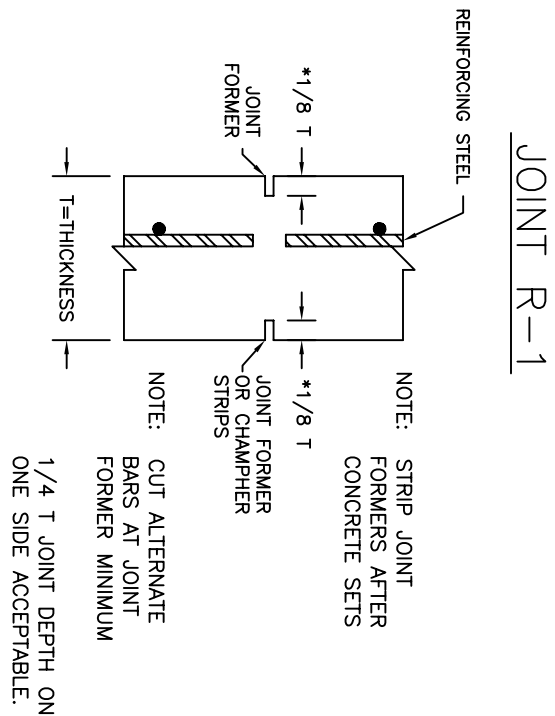 JOINT R-1
REINFORCING STEEL
*1/8 T
JOINT
FORMER
T=THICKNESS
*1/8 T
JOINT FORMER
OR CHAMPHER
STRIPS
NOTE: STRIP JOINT
FORMERS AFTER
CONCRETE SETS
NOTE: CUT ALTERNATE
BARS AT JOINT
FORMER MINIMUM
1/4 T JOINT DEPTH ON
ONE SIDE ACCEPTABLE.